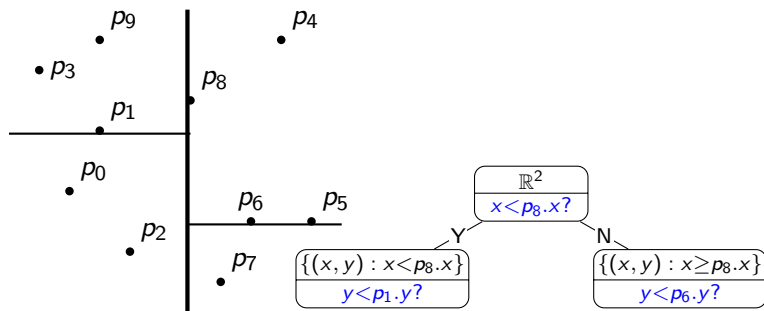 p₉
p₄
p₃
p₈
p₁
p₀
p₆
p₅
p₂
p₇
ℝ²
x<p₈.x?
Y
N
{(x, y) : x<p₈.x}
{(x, y) : x≥p₈.x}
y<p₁.y?
y<p₆.y?